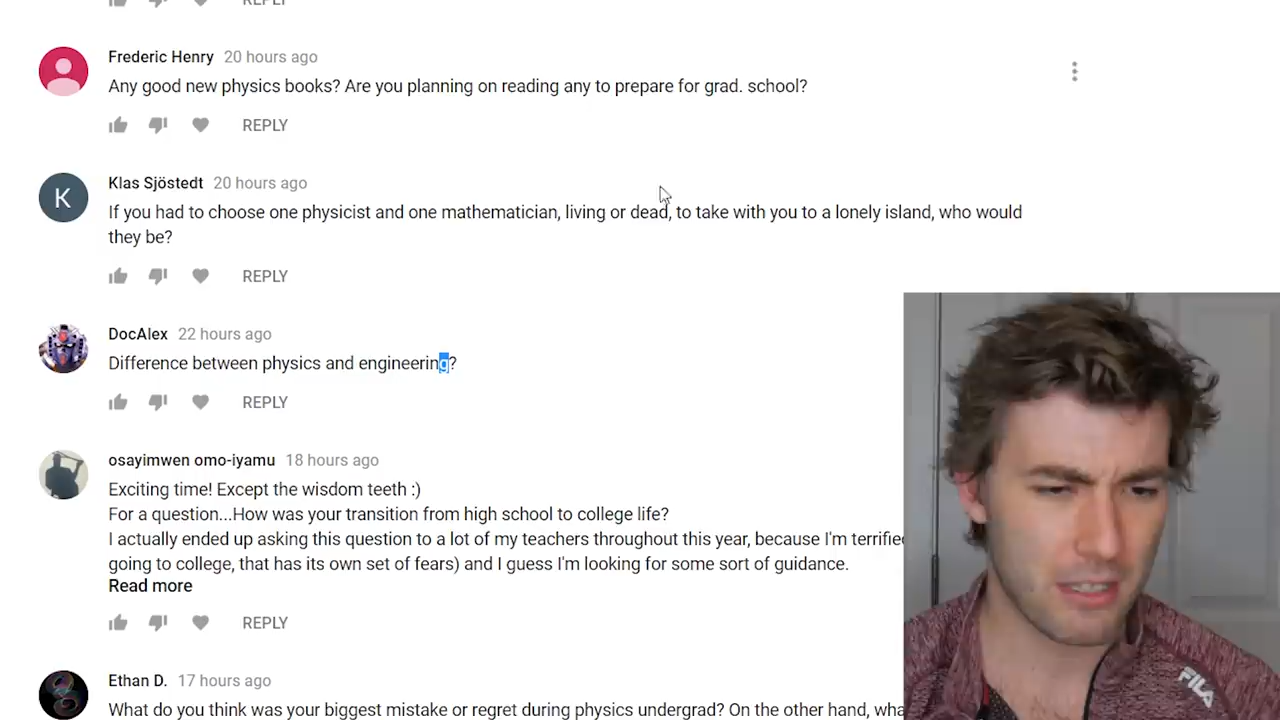 REPLY
Frederic Henry 20 hours ago
Any good new physics books? Are you planning on reading any to prepare for grad. school?
REPLY
K
Klas Sjöstedt 20 hours ago
If you had to choose one physicist and one mathematician, living or dead, to take with you to a lonely island, who would
they be?
REPLY
DocAlex 22 hours ago
Difference between physics and engineering?
REPLY
osayimwen omo-iyamu 18 hours ago
Exciting time! Except the wisdom teeth :)
For a question...How was your transition from high school to college life?
I actually ended up asking this question to a lot of my teachers throughout this year, because I'm terrified
going to college, that has its own set of fears) and I guess I'm looking for some sort of guidance.
Read more
REPLY
Ethan D. 17 hours ago
What do you think was your biggest mistake or regret during physics undergrad? On the other hand, wha
FILA